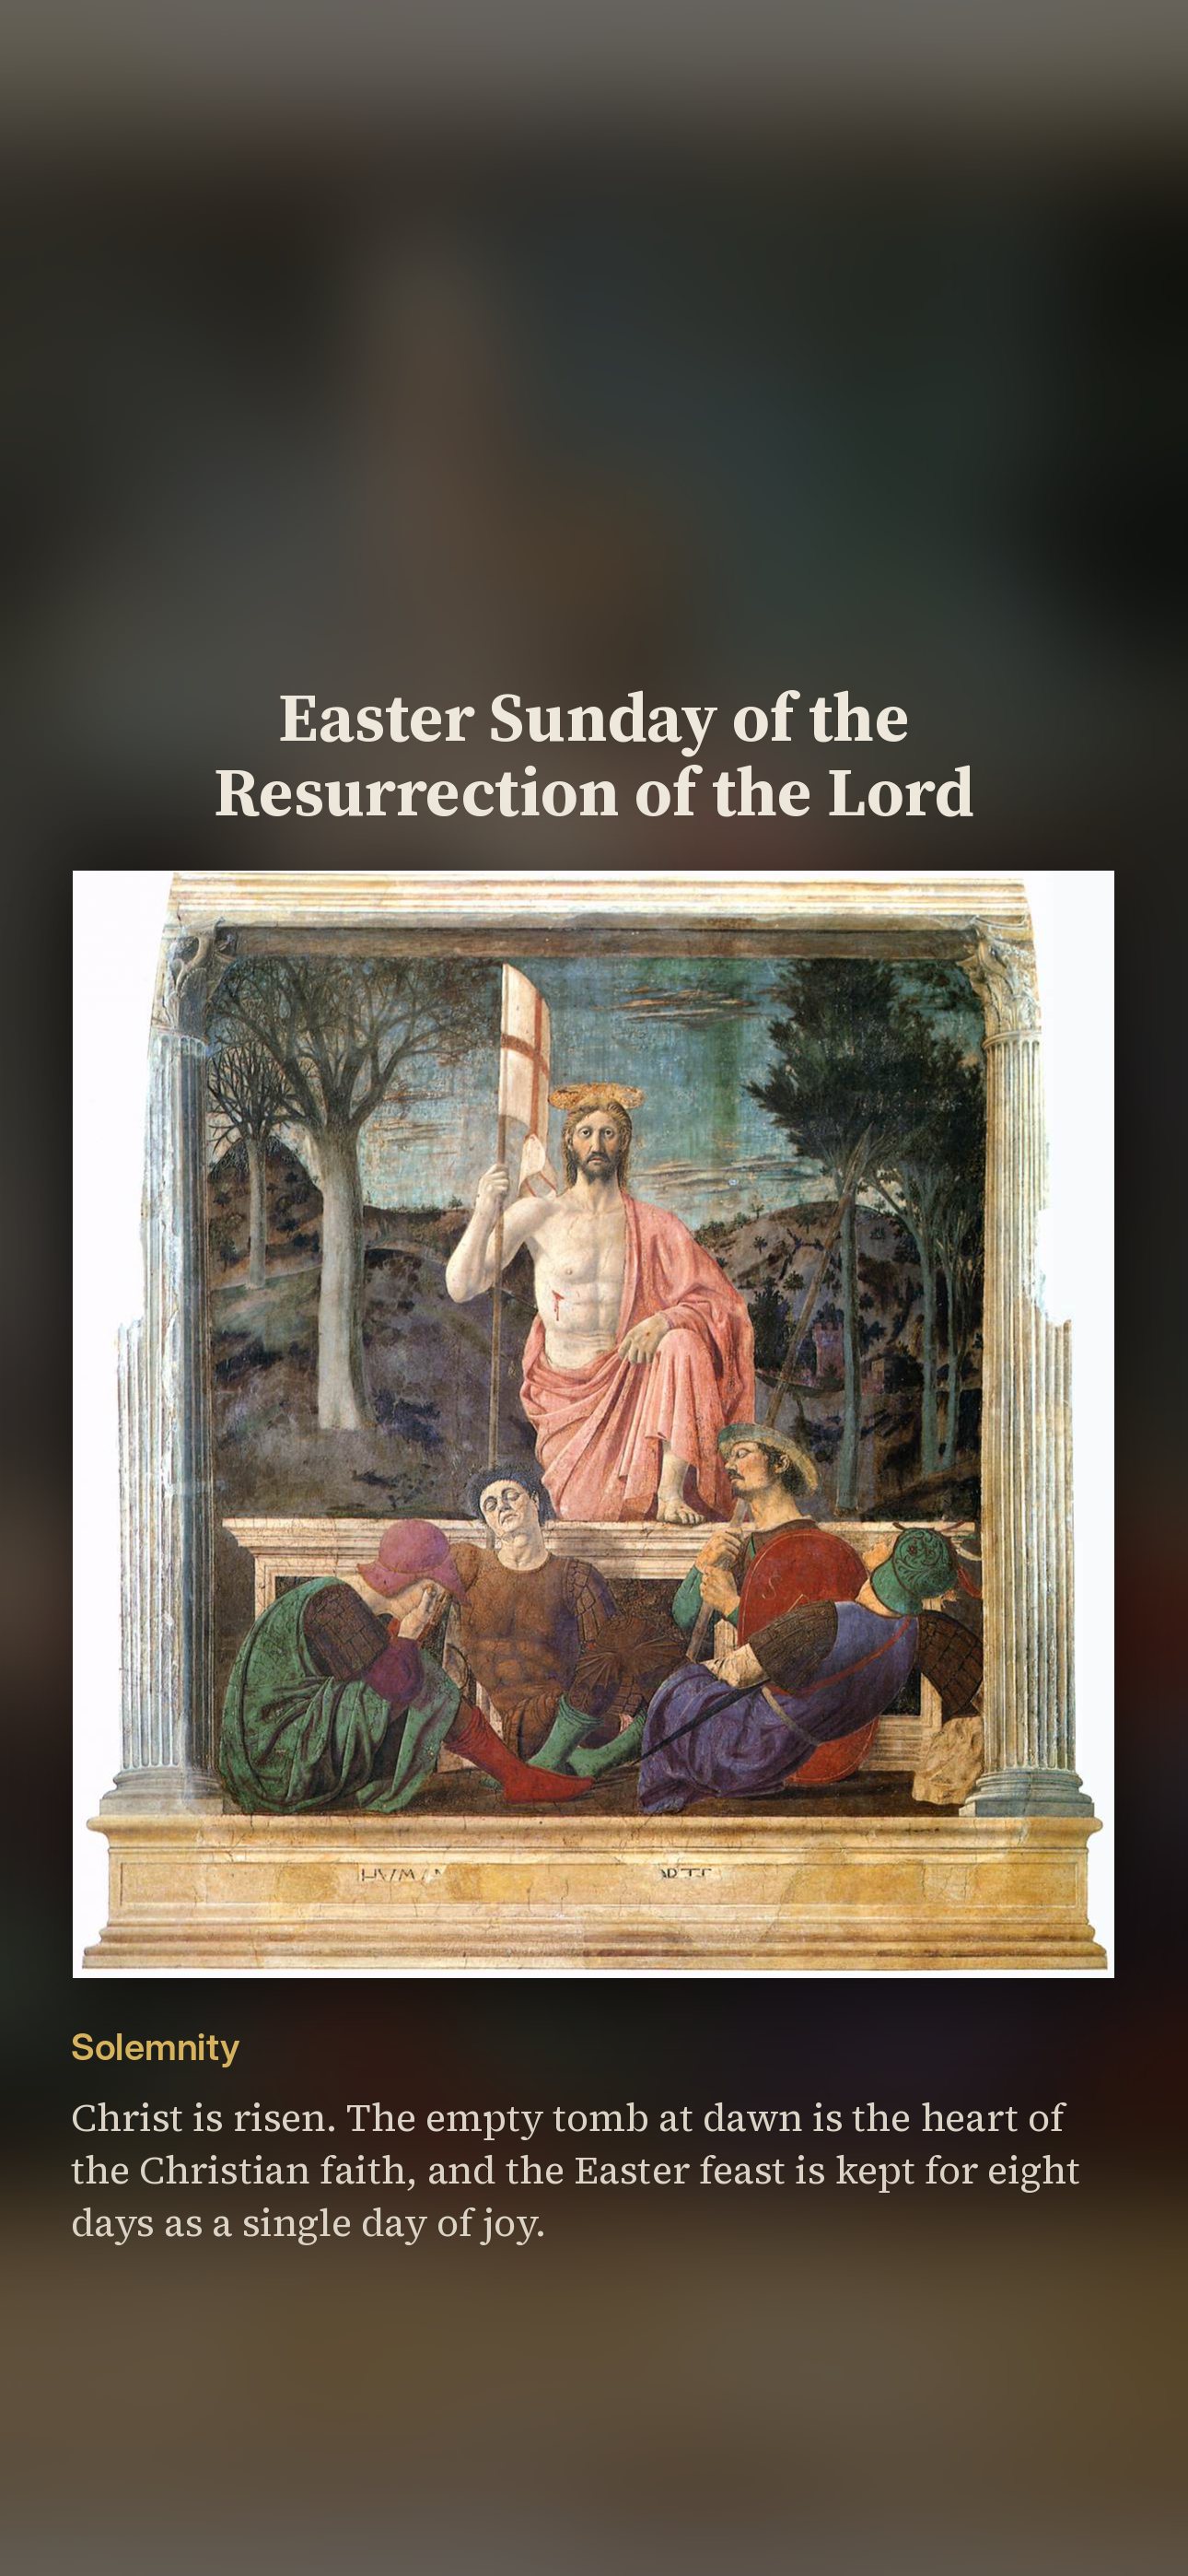 Easter Sunday of the
Resurrection of the Lord
HVMAN
Solemnity
Christ is risen. The empty tomb at dawn is the heart of
the Christian faith, and the Easter feast is kept for eight
days as a single day of joy.